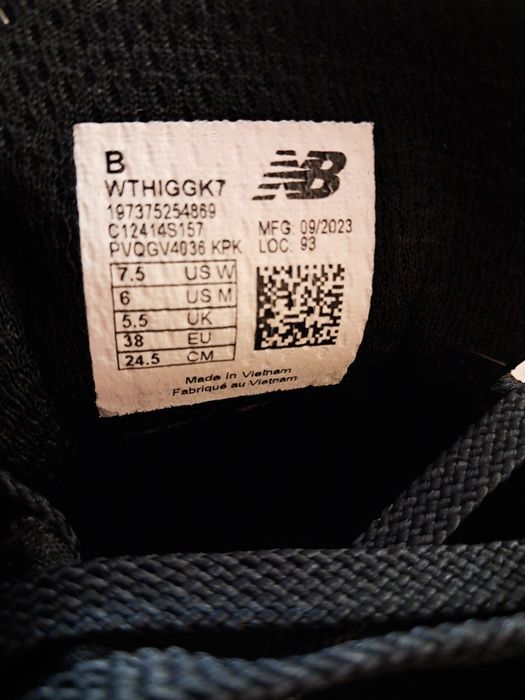 B
WTHIGGK7
197375254869
C12414S157
PVQGV4036 KPK
NB
MFG: 09/2023
LOC: 93
7.5 US W
6 US M
5.5 UK
38 EU
24.5 CM
Made in Vietnam
Fabriqué au Vietnam